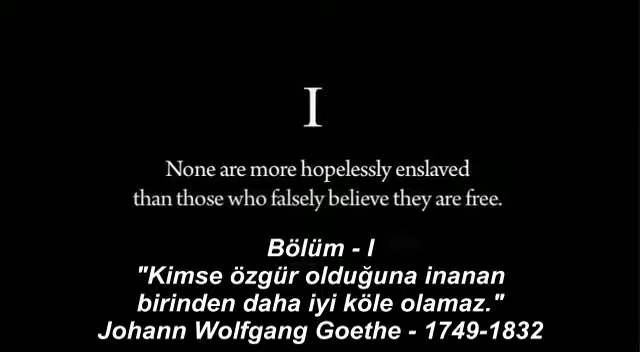 I
None are more hopelessly enslaved
than those who falsely believe they are free.
Bölüm - I
"Kimse özgür olduğuna inanan
birinden daha iyi köle olamaz."
Johann Wolfgang Goethe - 1749-1832